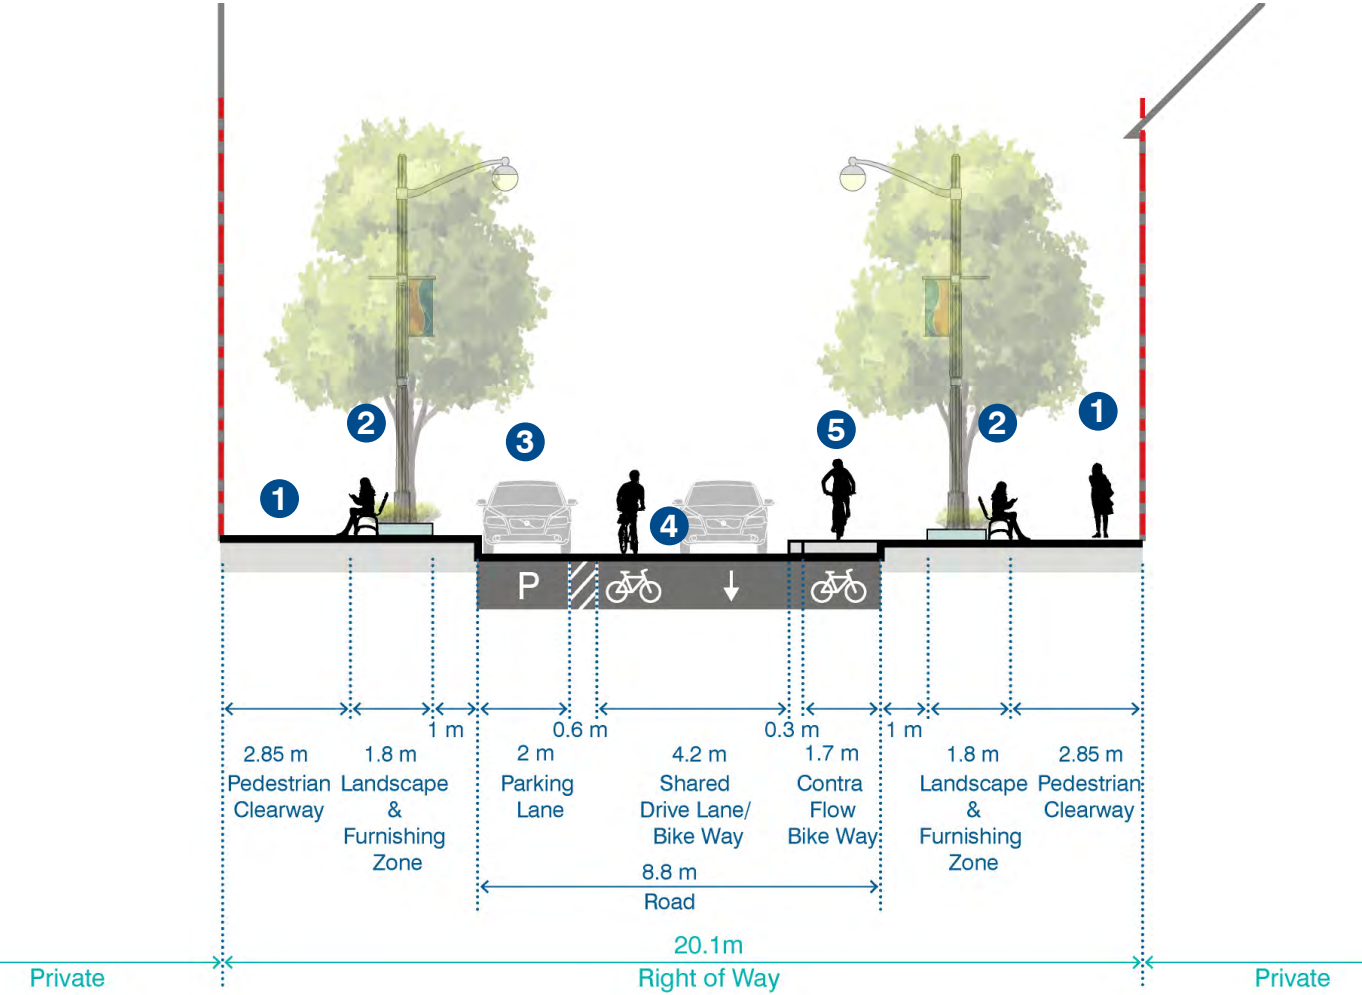 2
1
3
5
1
2
1
4
P
1 m
0.6 m
0.3 m
1 m
2.85 m
Pedestrian
Clearway
1.8 m
Landscape
&
Furnishing
Zone
2 m
Parking
Lane
4.2 m
Shared
Drive Lane/
Bike Way
1.7 m
Contra
Flow
Bike Way
1.8 m
Landscape
&
Furnishing
Zone
2.85 m
Pedestrian
Clearway
8.8 m
Road
20.1m
Private
Right of Way
Private